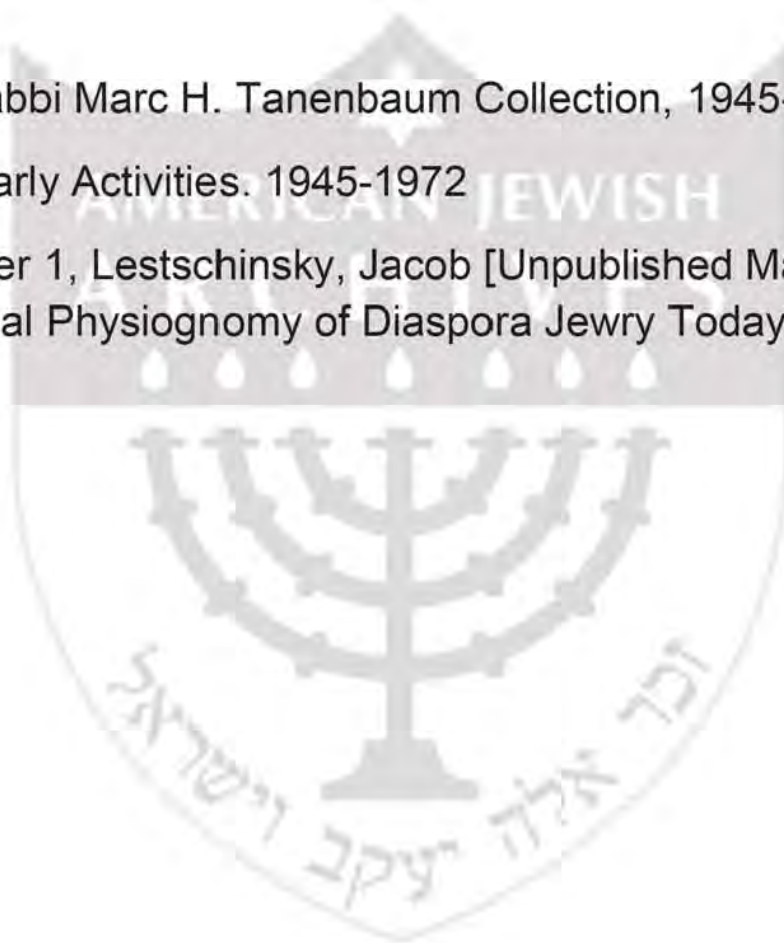 abbi Marc H. Tanenbaum Collection, 1945-
arly Activities. 1945-1972
AMERICAN JEWISH
er 1, Lestschinsky, Jacob [Unpublished Ma
ARCHIVES
al Physiognomy of Diaspora Jewry Today
זכר אלה יעקב וישראל